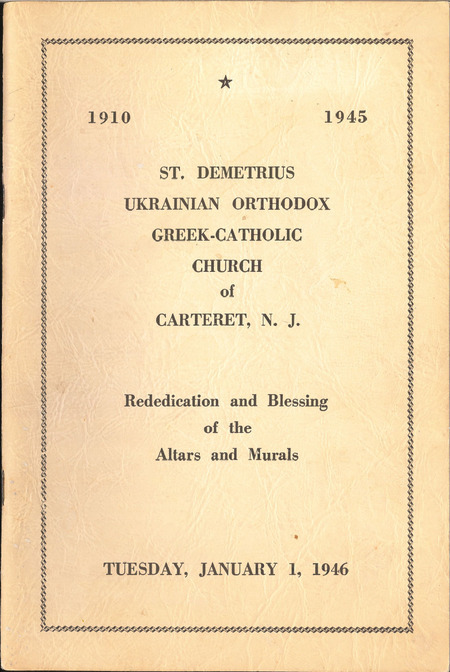 1910 1945
ST. DEMETRIUS
UKRAINIAN ORTHODOX
GREEK-CATHOLIC
CHURCH
of
CARTERET, N. J.
Rededication and Blessing
of the
Altars and Murals
TUESDAY, JANUARY 1, 1946